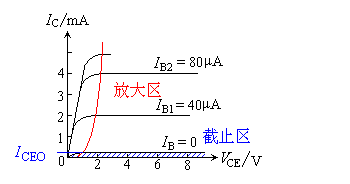 I_C/mA
4
I_B2 = 80μA
放大区
3
I_B1 = 40μA
2
1
I_B = 0
截止区
I_CEO
0
2
4
6
8
V_CE/V